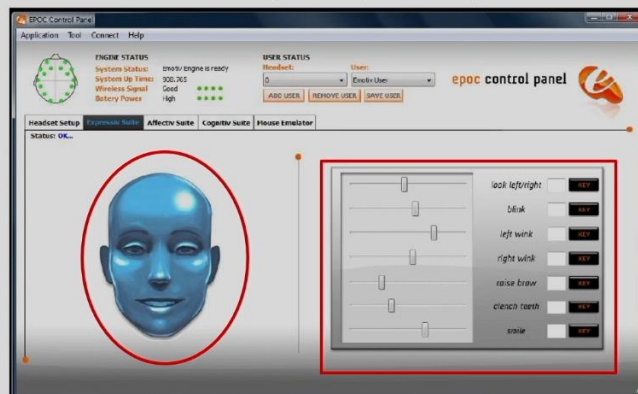 EPOC Control Panel
Application Tool Connect Help
ENGINE STATUS
System Status: Emotiv Engine is ready
System Up Time: 908.765
Wireless Signal Good
Battery Power High
USER STATUS
Headset: User:
0 Emotiv User
ADD USER REMOVE USER SAVE USER
epoc control panel
Headset Setup Expressiv Suite Affectiv Suite Cognitiv Suite Mouse Emulator
Status: OK...
look left/right KEY
blink KEY
left wink KEY
right wink KEY
raise brow KEY
clench teeth KEY
smile KEY